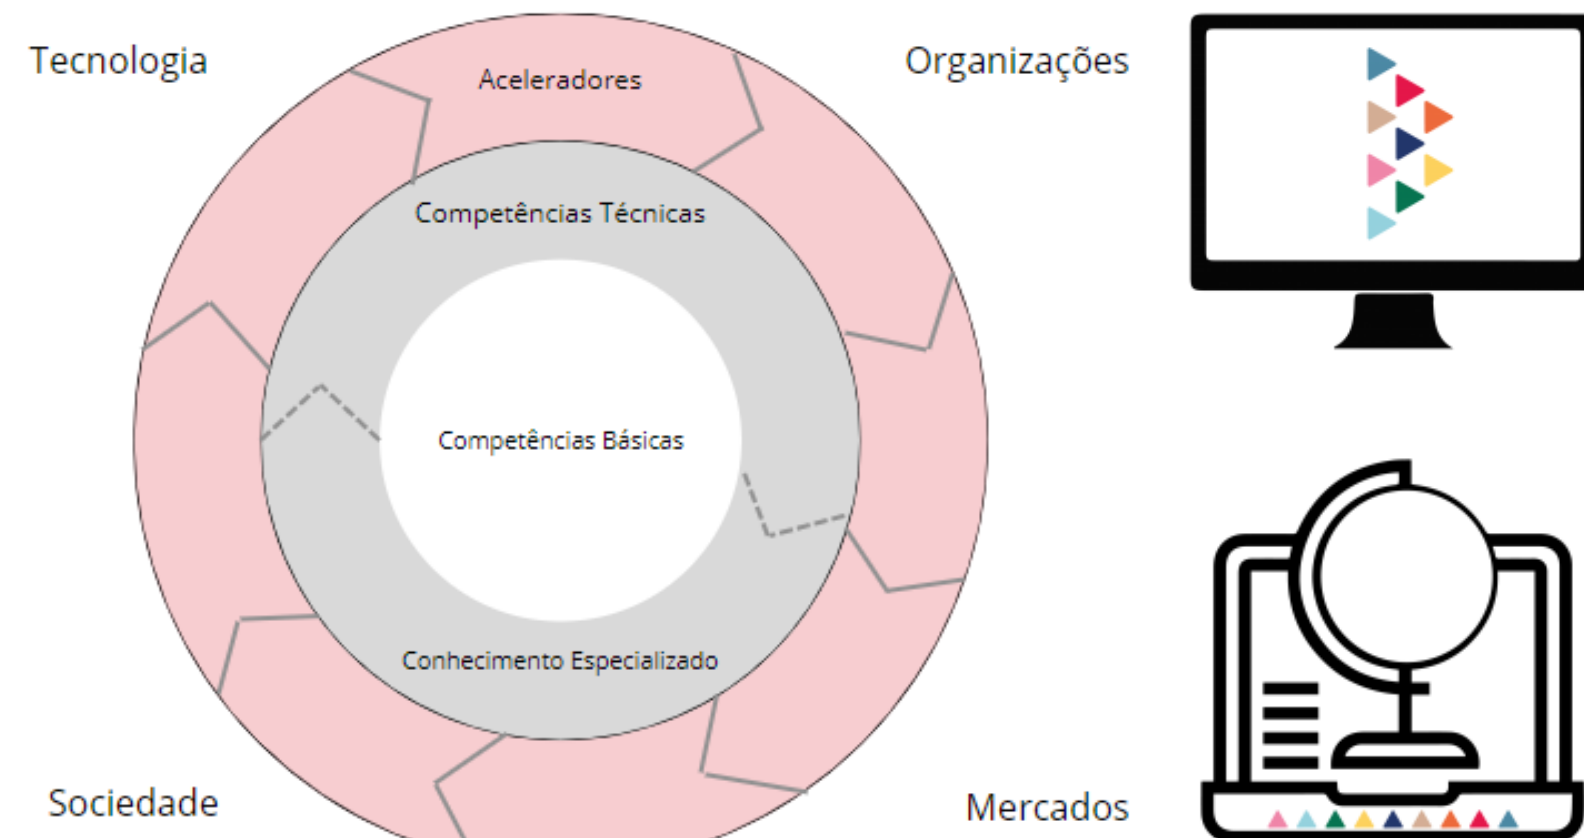 Tecnologia
Organizações
Aceleradores
Competências Técnicas
Competências Básicas
Conhecimento Especializado
Sociedade
Mercados